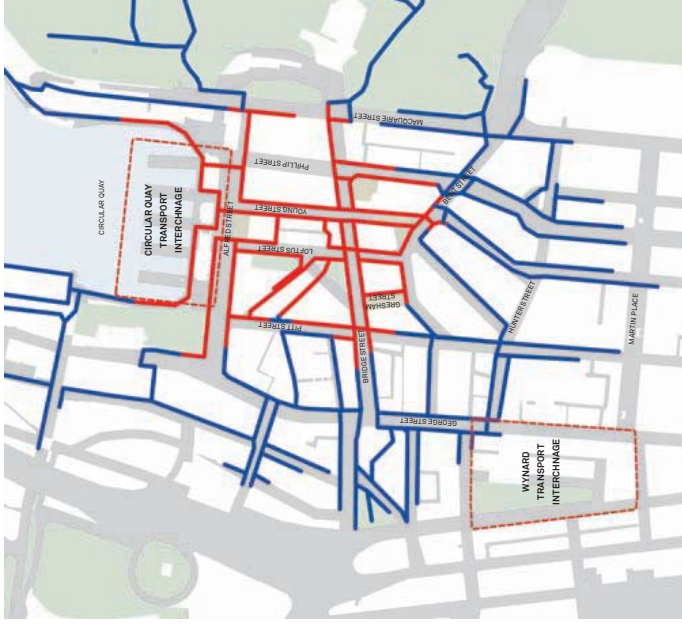 MACQUARIE STREET
PHILLIP STREET
BENT STREET
CIRCULAR QUAY
CIRCULAR QUAY
TRANSPORT
INTERCHNAGE
YOUNG STREET
ALFRED STREET
LOFTUS STREET
GRESHAM
STREET
PITT STREET
HUNTER STREET
MARTIN PLACE
BRIDGE STREET
GEORGE STREET
WYNARD
TRANSPORT
INTERCHNAGE